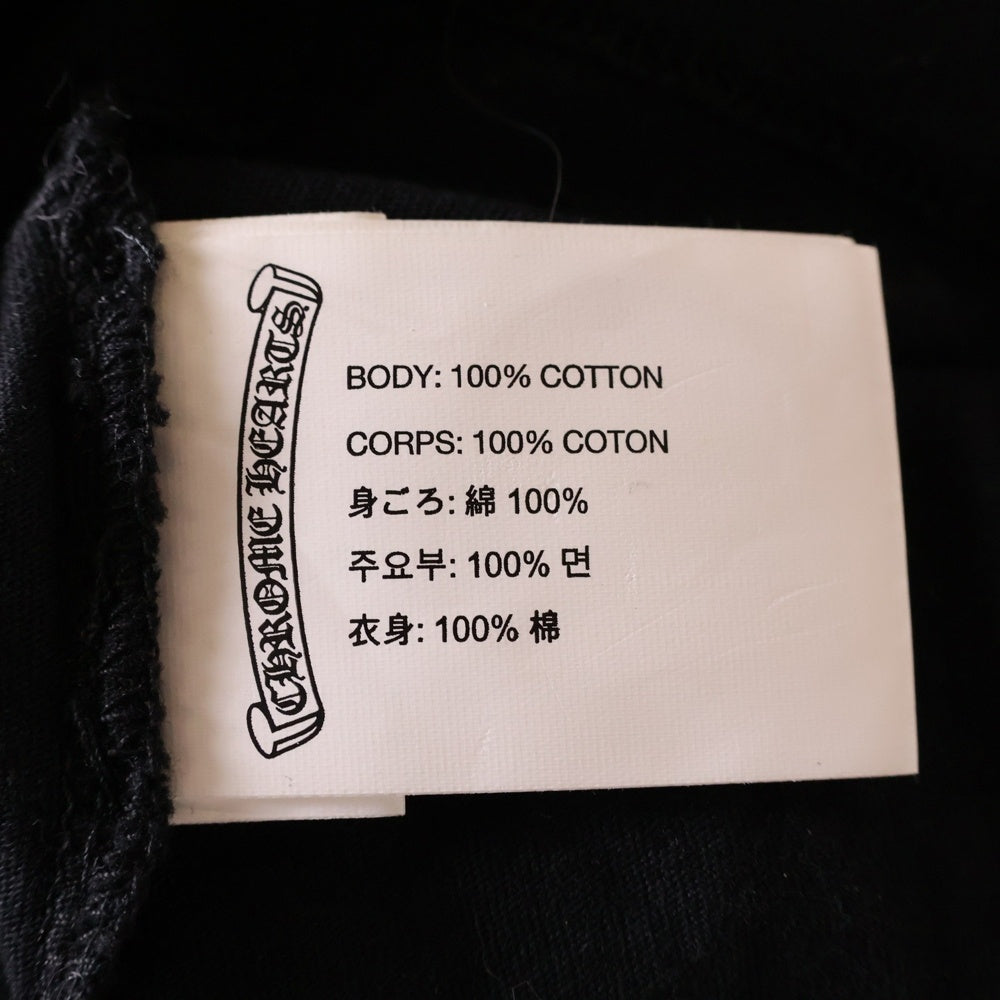 CHROME HEARTS
BODY: 100% COTTON
CORPS: 100% COTON
身ごろ: 綿 100%
주요부: 100% 면
衣身: 100% 棉